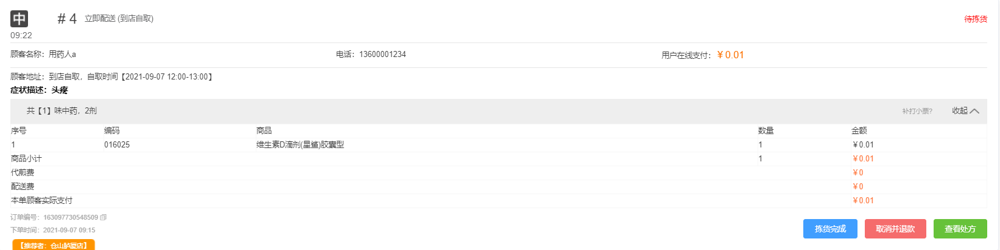 中 # 4 立即配送 (到店自取) 待拣货
09:22
顾客名称：用药人a 电话：13600001234 用户在线支付：￥0.01
顾客地址：到店自取，自取时间【2021-09-07 12:00-13:00】
症状描述：头疼
共【1】味中药，2剂 补打小票? 收起
序号 编码 商品 数量 金额
1 016025 维生素D滴剂(星鲨)胶囊型 1 ￥0.01
商品小计 1 ￥0.01
代煎费 ￥0
配送费 ￥0
本单顾客实际支付 ￥0.01
订单编号：163097730548509
下单时间：2021-09-07 09:15
拣货完成 取消并退款 查看处方
【推荐者：仓山胪厦店】